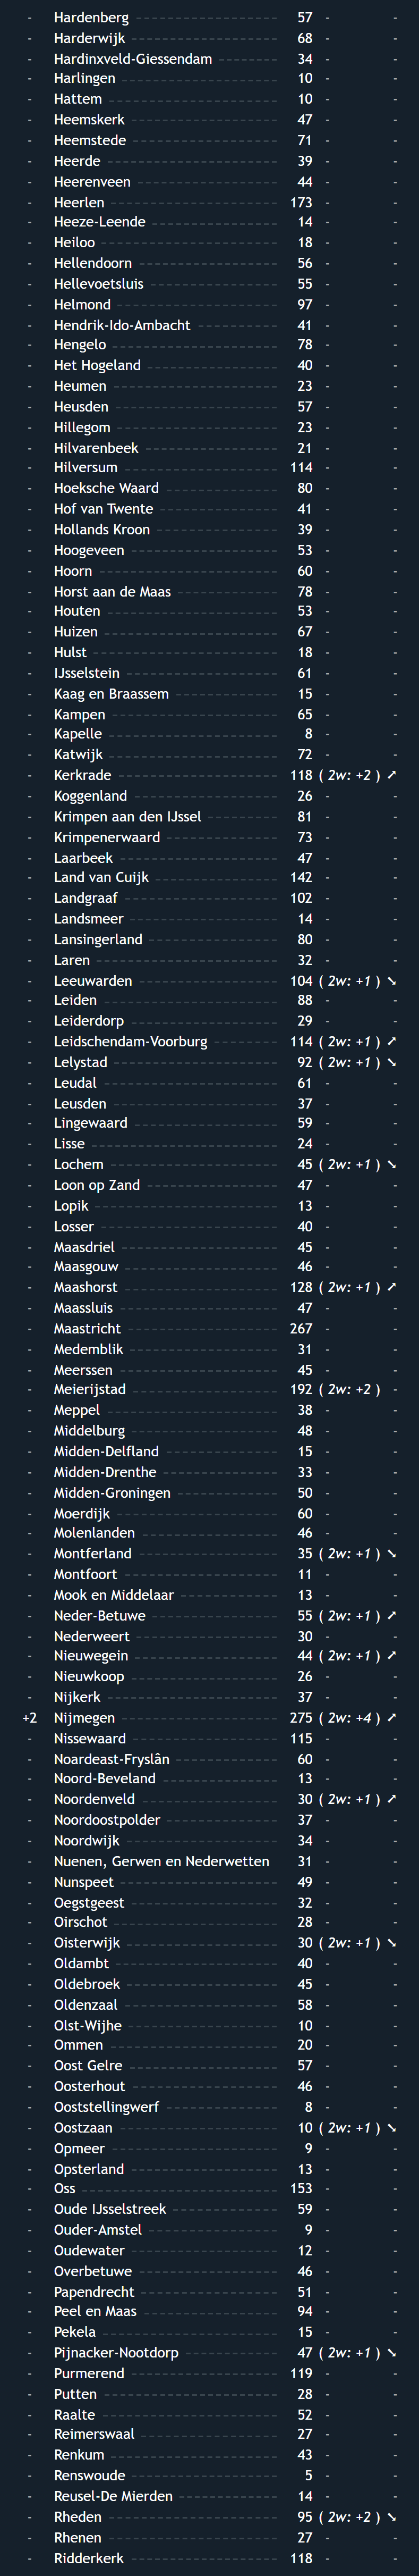 - Hardenberg 57 - -
- Harderwijk 68 - -
- Hardinxveld-Giessendam 34 - -
- Harlingen 10 - -
- Hattem 10 - -
- Heemskerk 47 - -
- Heemstede 71 - -
- Heerde 39 - -
- Heerenveen 44 - -
- Heerlen 173 - -
- Heeze-Leende 14 - -
- Heiloo 18 - -
- Hellendoorn 56 - -
- Hellevoetsluis 55 - -
- Helmond 97 - -
- Hendrik-Ido-Ambacht 41 - -
- Hengelo 78 - -
- Het Hogeland 40 - -
- Heumen 23 - -
- Heusden 57 - -
- Hillegom 23 - -
- Hilvarenbeek 21 - -
- Hilversum 114 - -
- Hoeksche Waard 80 - -
- Hof van Twente 41 - -
- Hollands Kroon 39 - -
- Hoogeveen 53 - -
- Hoorn 60 - -
- Horst aan de Maas 78 - -
- Houten 53 - -
- Huizen 67 - -
- Hulst 18 - -
- IJsselstein 61 - -
- Kaag en Braassem 15 - -
- Kampen 65 - -
- Kapelle 8 - -
- Katwijk 72 - -
- Kerkrade 118 ( 2w: +2 ) ➚
- Koggenland 26 - -
- Krimpen aan den IJssel 81 - -
- Krimpenerwaard 73 - -
- Laarbeek 47 - -
- Land van Cuijk 142 - -
- Landgraaf 102 - -
- Landsmeer 14 - -
- Lansingerland 80 - -
- Laren 32 - -
- Leeuwarden 104 ( 2w: +1 ) ➘
- Leiden 88 - -
- Leiderdorp 29 - -
- Leidschendam-Voorburg 114 ( 2w: +1 ) ➚
- Lelystad 92 ( 2w: +1 ) ➘
- Leudal 61 - -
- Leusden 37 - -
- Lingewaard 59 - -
- Lisse 24 - -
- Lochem 45 ( 2w: +1 ) ➘
- Loon op Zand 47 - -
- Lopik 13 - -
- Losser 40 - -
- Maasdriel 45 - -
- Maasgouw 46 - -
- Maashorst 128 ( 2w: +1 ) ➚
- Maassluis 47 - -
- Maastricht 267 - -
- Medemblik 31 - -
- Meerssen 45 - -
- Meierijstad 192 ( 2w: +2 ) -
- Meppel 38 - -
- Middelburg 48 - -
- Midden-Delfland 15 - -
- Midden-Drenthe 33 - -
- Midden-Groningen 50 - -
- Moerdijk 60 - -
- Molenlanden 46 - -
- Montferland 35 ( 2w: +1 ) ➘
- Montfoort 11 - -
- Mook en Middelaar 13 - -
- Neder-Betuwe 55 ( 2w: +1 ) ➚
- Nederweert 30 - -
- Nieuwegein 44 ( 2w: +1 ) ➚
- Nieuwkoop 26 - -
- Nijkerk 37 - -
+2 Nijmegen 275 ( 2w: +4 ) ➚
- Nissewaard 115 - -
- Noardeast-Fryslân 60 - -
- Noord-Beveland 13 - -
- Noordenveld 30 ( 2w: +1 ) ➚
- Noordoostpolder 37 - -
- Noordwijk 34 - -
- Nuenen, Gerwen en Nederwetten 31 - -
- Nunspeet 49 - -
- Oegstgeest 32 - -
- Oirschot 28 - -
- Oisterwijk 30 ( 2w: +1 ) ➘
- Oldambt 40 - -
- Oldebroek 45 - -
- Oldenzaal 58 - -
- Olst-Wijhe 10 - -
- Ommen 20 - -
- Oost Gelre 57 - -
- Oosterhout 46 - -
- Ooststellingwerf 8 - -
- Oostzaan 10 ( 2w: +1 ) ➘
- Opmeer 9 - -
- Opsterland 13 - -
- Oss 153 - -
- Oude IJsselstreek 59 - -
- Ouder-Amstel 9 - -
- Oudewater 12 - -
- Overbetuwe 46 - -
- Papendrecht 51 - -
- Peel en Maas 94 - -
- Pekela 15 - -
- Pijnacker-Nootdorp 47 ( 2w: +1 ) ➘
- Purmerend 119 - -
- Putten 28 - -
- Raalte 52 - -
- Reimerswaal 27 - -
- Renkum 43 - -
- Renswoude 5 - -
- Reusel-De Mierden 14 - -
- Rheden 95 ( 2w: +2 ) ➘
- Rhenen 27 - -
- Ridderkerk 118 - -